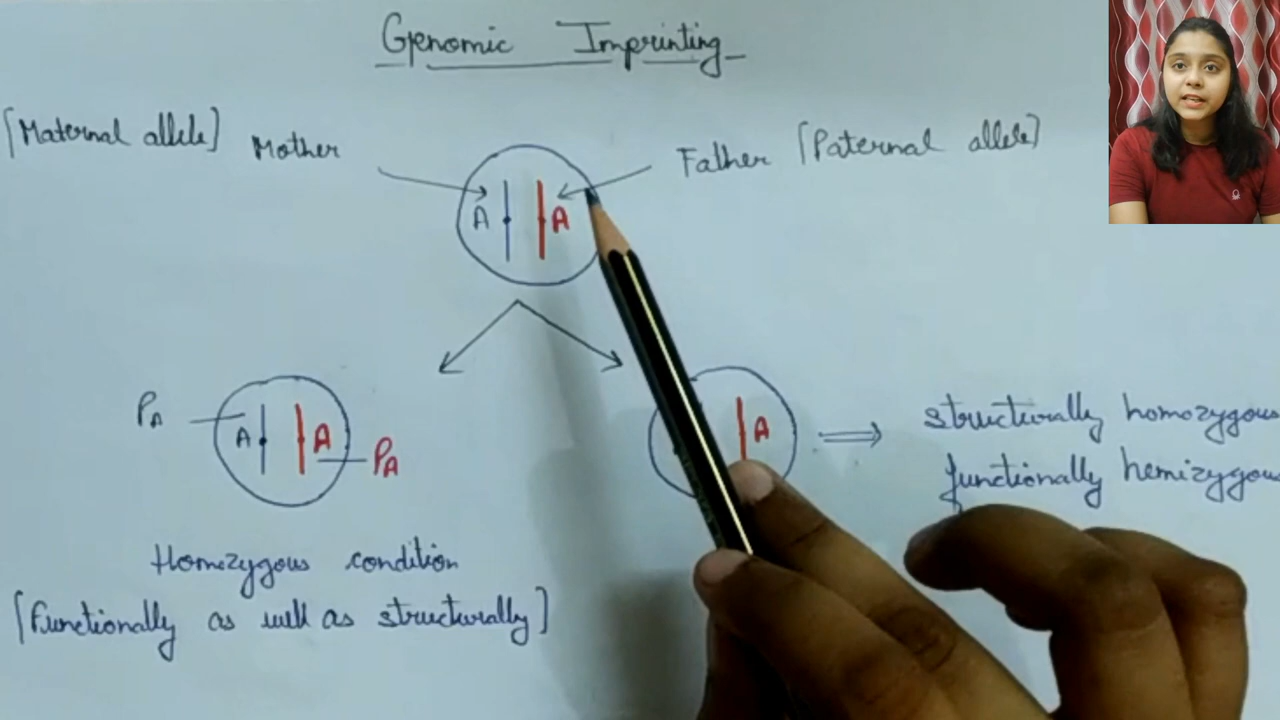 Genomic Imprinting
[Maternal allele] Mother
Father [Paternal allele]
A A
PA A A PA
A
structurally homozygous
functionally hemizygous
Homozygous condition
[Functionally as well as structurally]